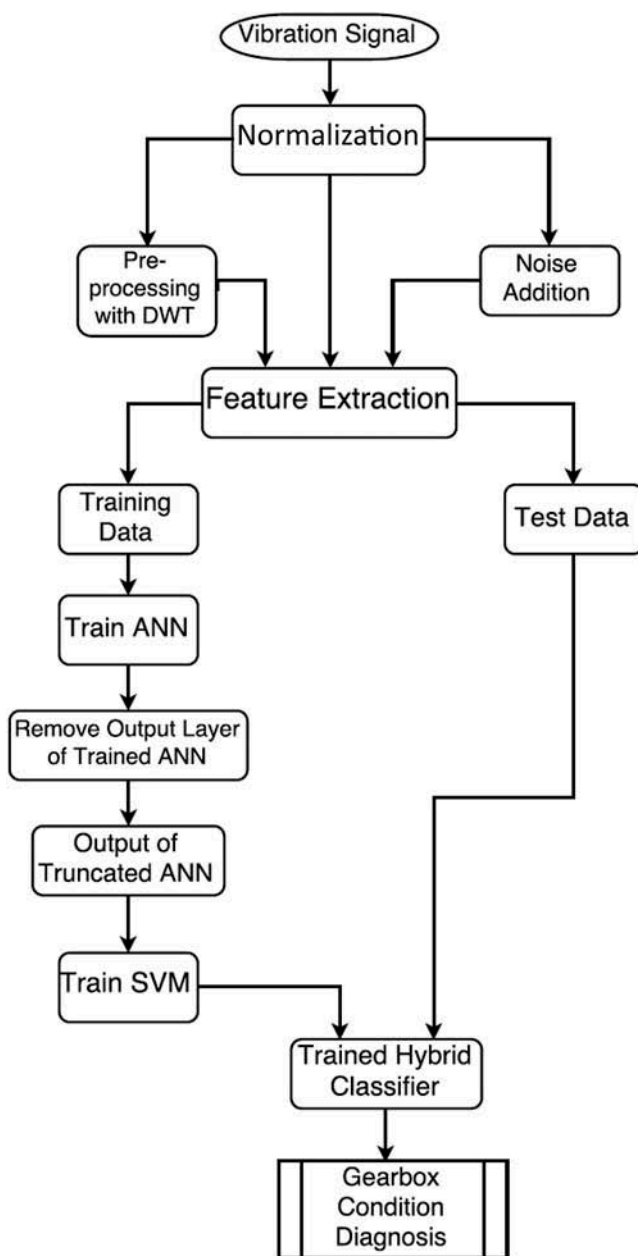 Vibration Signal
Normalization
Pre-
processing
with DWT
Noise
Addition
Feature Extraction
Training
Data
Test Data
Train ANN
Remove Output Layer
of Trained ANN
Output of
Truncated ANN
Train SVM
Trained Hybrid
Classifier
Gearbox
Condition
Diagnosis